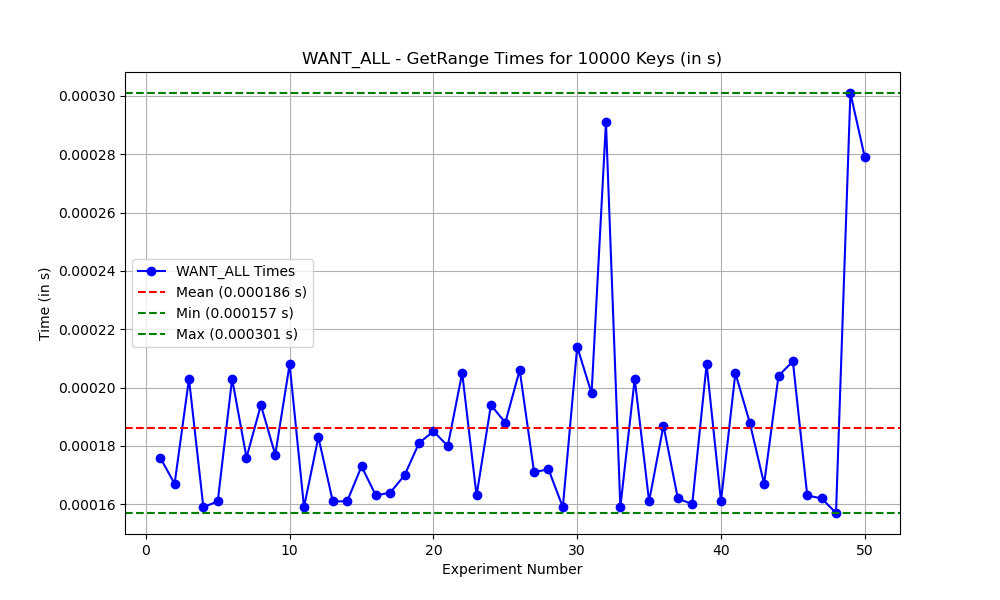 WANT_ALL - GetRange Times for 10000 Keys (in s)
0.00030
0.00028
0.00026
0.00024
0.00022
0.00020
0.00018
0.00016
Time (in s)
WANT_ALL Times
Mean (0.000186 s)
Min (0.000157 s)
Max (0.000301 s)
0 10 20 30 40 50
Experiment Number